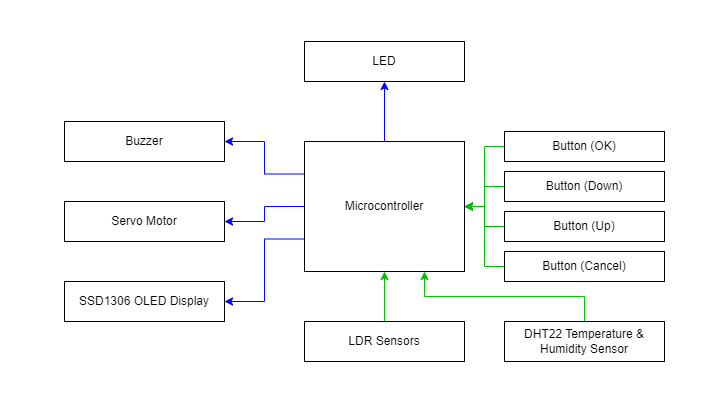 LED
Buzzer
Button (OK)
Button (Down)
Microcontroller
Servo Motor
Button (Up)
Button (Cancel)
SSD1306 OLED Display
LDR Sensors
DHT22 Temperature &
Humidity Sensor